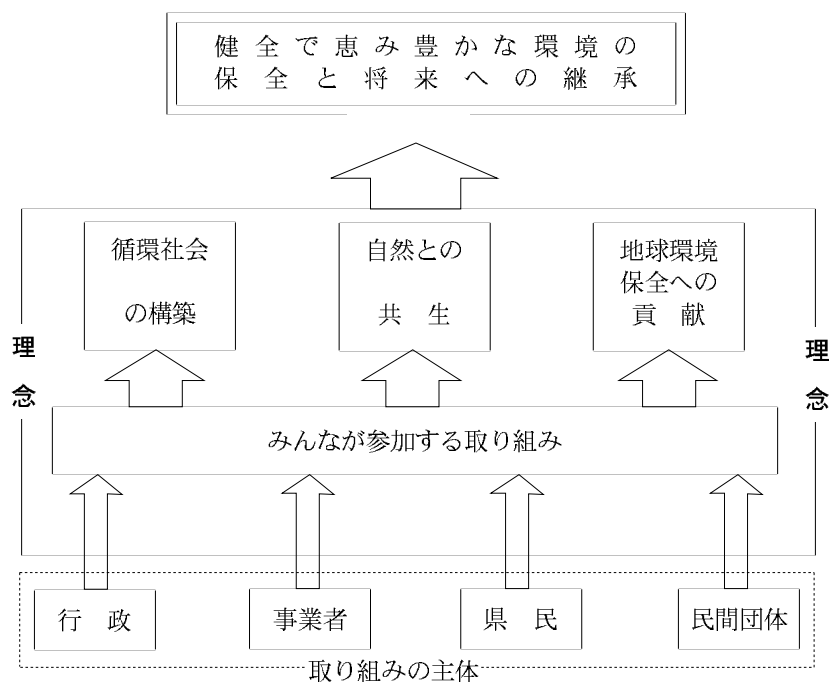 健全で恵み豊かな環境の
保全と将来への継承
循環社会
の構築
自然との
共生
地球環境
保全への
貢献
理念
理念
みんなが参加する取り組み
行政
事業者
県民
民間団体
取り組みの主体